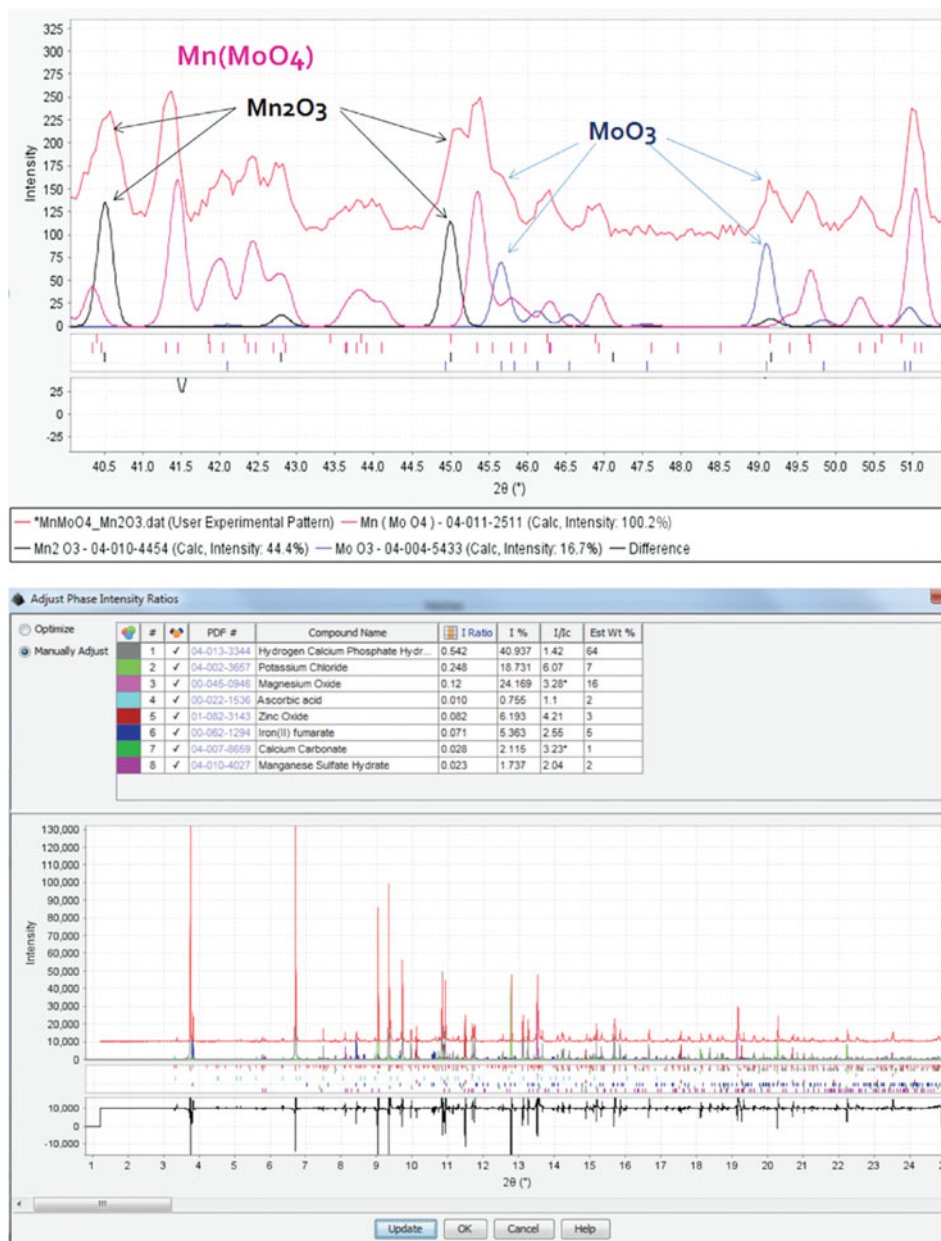 325
300
275
250
225
200
175
150
125
100
75
50
25
0
25
0
-25
Intensity
Mn(MoO4)
Mn2O3
MoO3
40.5 41.0 41.5 42.0 42.5 43.0 43.5 44.0 44.5 45.0 45.5 46.0 46.5 47.0 47.5 48.0 48.5 49.0 49.5 50.0 50.5 51.0
2θ (°)
*MnMoO4_Mn2O3.dat (User Experimental Pattern) Mn ( Mo O4 ) - 04-011-2511 (Calc, Intensity: 100.2%)
Mn2 O3 - 04-010-4454 (Calc, Intensity: 44.4%) Mo O3 - 04-004-5433 (Calc, Intensity: 16.7%) Difference
Adjust Phase Intensity Ratios
Optimize
Manually Adjust
# ✓ PDF # Compound Name I Ratio I % I/Ic Est Wt %
1 ✓ 04-013-3344 Hydrogen Calcium Phosphate Hydr... 0.542 40.937 1.42 64
2 ✓ 04-002-3657 Potassium Chloride 0.248 18.731 6.07 7
3 ✓ 00-045-0946 Magnesium Oxide 0.12 24.169 3.28* 16
4 ✓ 00-022-1536 Ascorbic acid 0.010 0.755 1.1 2
5 ✓ 01-082-3143 Zinc Oxide 0.082 6.193 4.21 3
6 ✓ 00-062-1294 Iron(II) fumarate 0.071 5.363 2.55 5
7 ✓ 04-007-8659 Calcium Carbonate 0.028 2.115 3.23* 1
8 ✓ 04-010-4027 Manganese Sulfate Hydrate 0.023 1.737 2.04 2
130,000
120,000
110,000
100,000
90,000
80,000
70,000
60,000
50,000
40,000
30,000
20,000
10,000
0
10,000
0
-10,000
Intensity
1 2 3 4 5 6 7 8 9 10 11 12 13 14 15 16 17 18 19 20 21 22 23 24
2θ (°)
Update OK Cancel Help